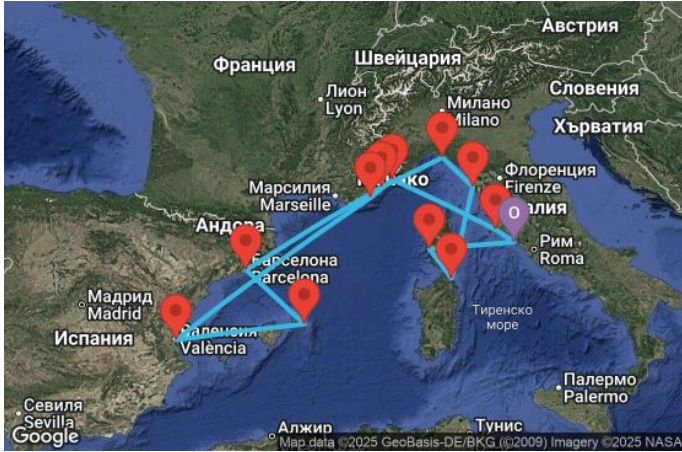 Австрия
Швейцария
Франция
Словения
Лион
Lyon
Милано
Milano
Хърватия
Флоренция
Firenze
Марсилия
Marseille
Андора
Рим
Roma
Барселона
Barcelona
Мадрид
Madrid
Тиренско
море
Испания
Валенсия
València
Палермо
Palermo
Севиля
Sevilla
Алжир
Тунис
Google
Map data ©2025 GeoBasis-DE/BKG (©2009) Imagery ©2025 NASA